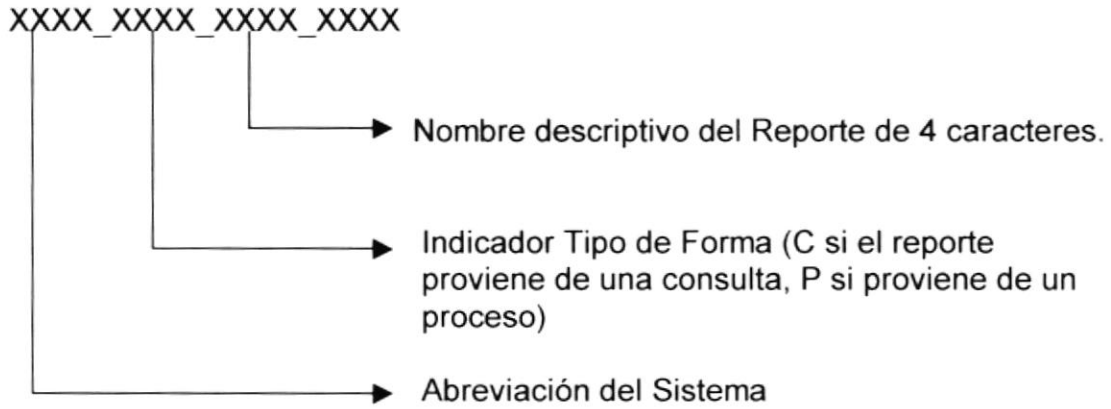 XXXX_XXXX_XXXX_XXXX
Nombre descriptivo del Reporte de 4 caracteres.
Indicador Tipo de Forma (C si el reporte
proviene de una consulta, P si proviene de un
proceso)
Abreviación del Sistema